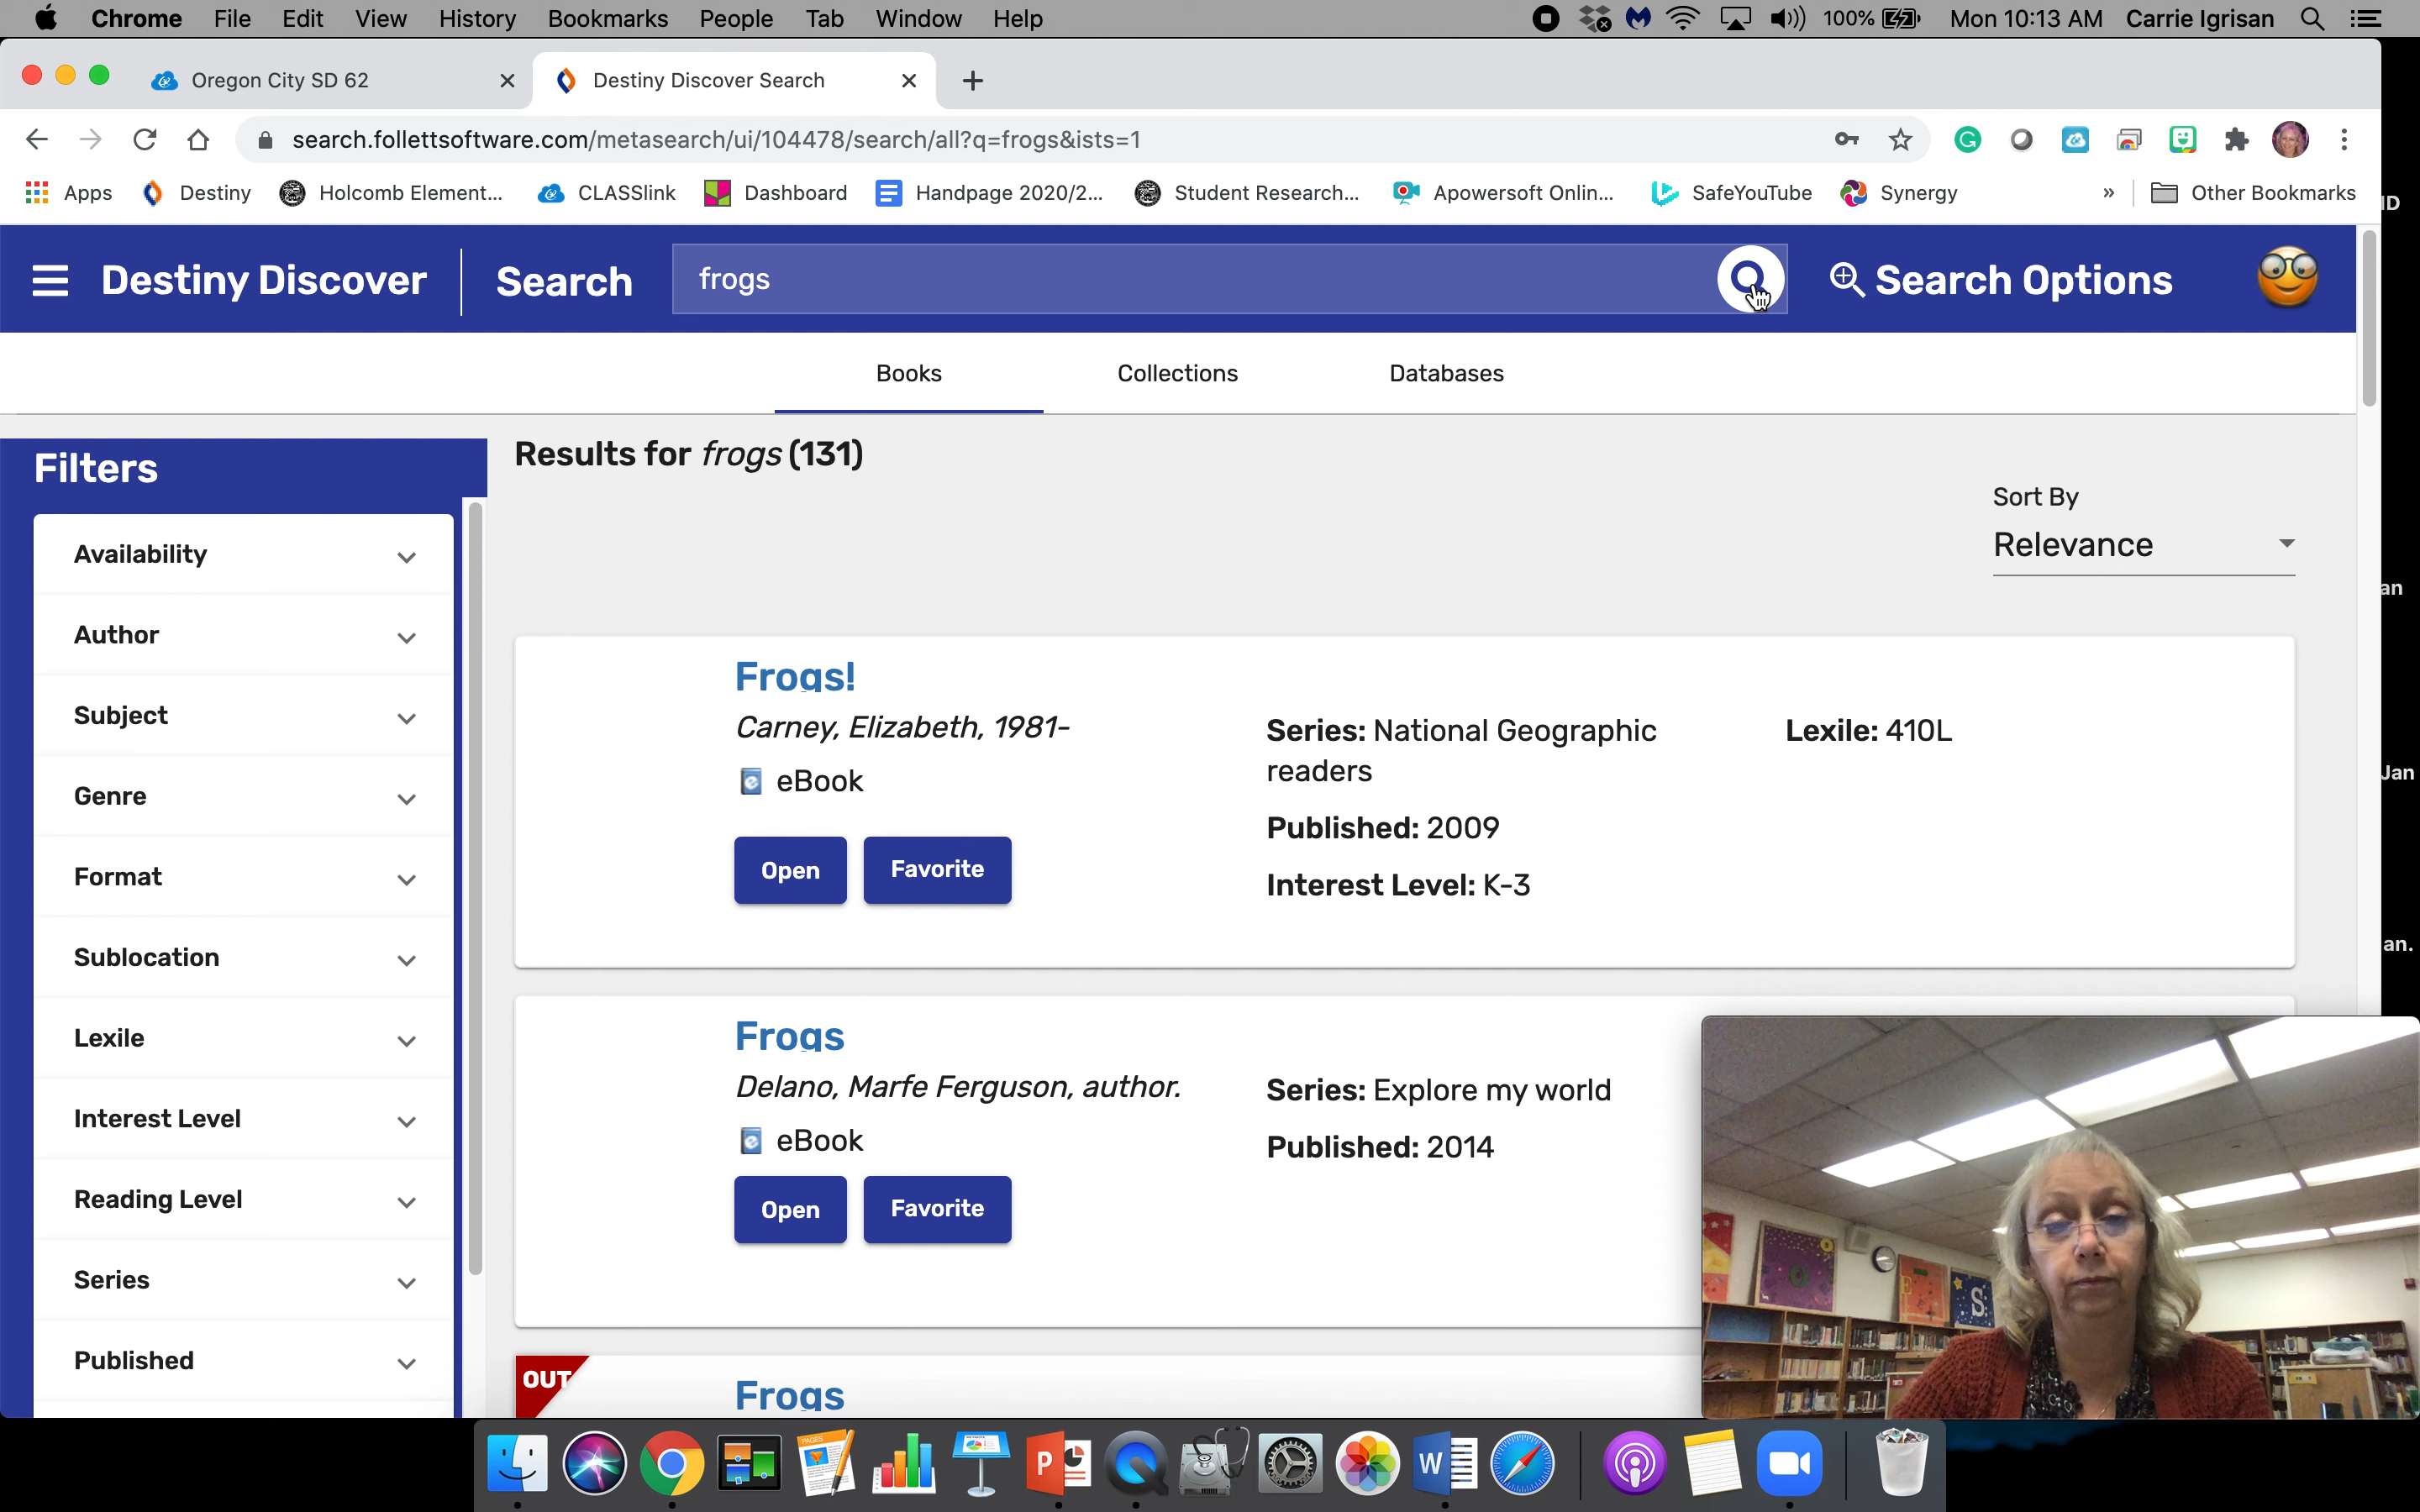 Chrome File Edit View History Bookmarks People Tab Window Help 100% Mon 10:13 AM Carrie Igrisan
Oregon City SD 62 Destiny Discover Search
search.follettsoftware.com/metasearch/ui/104478/search/all?q=frogs&ists=1
Apps Destiny Holcomb Element... CLASSlink Dashboard Handpage 2020/2... Student Research... Apowersoft Onlin... SafeYouTube Synergy » Other Bookmarks
Destiny Discover Search frogs Search Options
Books Collections Databases
Filters
Availability
Author
Subject
Genre
Format
Sublocation
Lexile
Interest Level
Reading Level
Series
Published
Results for frogs (131)
Sort By
Relevance
Frogs!
Carney, Elizabeth, 1981-
eBook
Open Favorite
Series: National Geographic
readers
Published: 2009
Interest Level: K-3
Lexile: 410L
Frogs
Delano, Marfe Ferguson, author.
eBook
Open Favorite
Series: Explore my world
Published: 2014
OUT
Frogs
Jan
S
PAGES
P
W